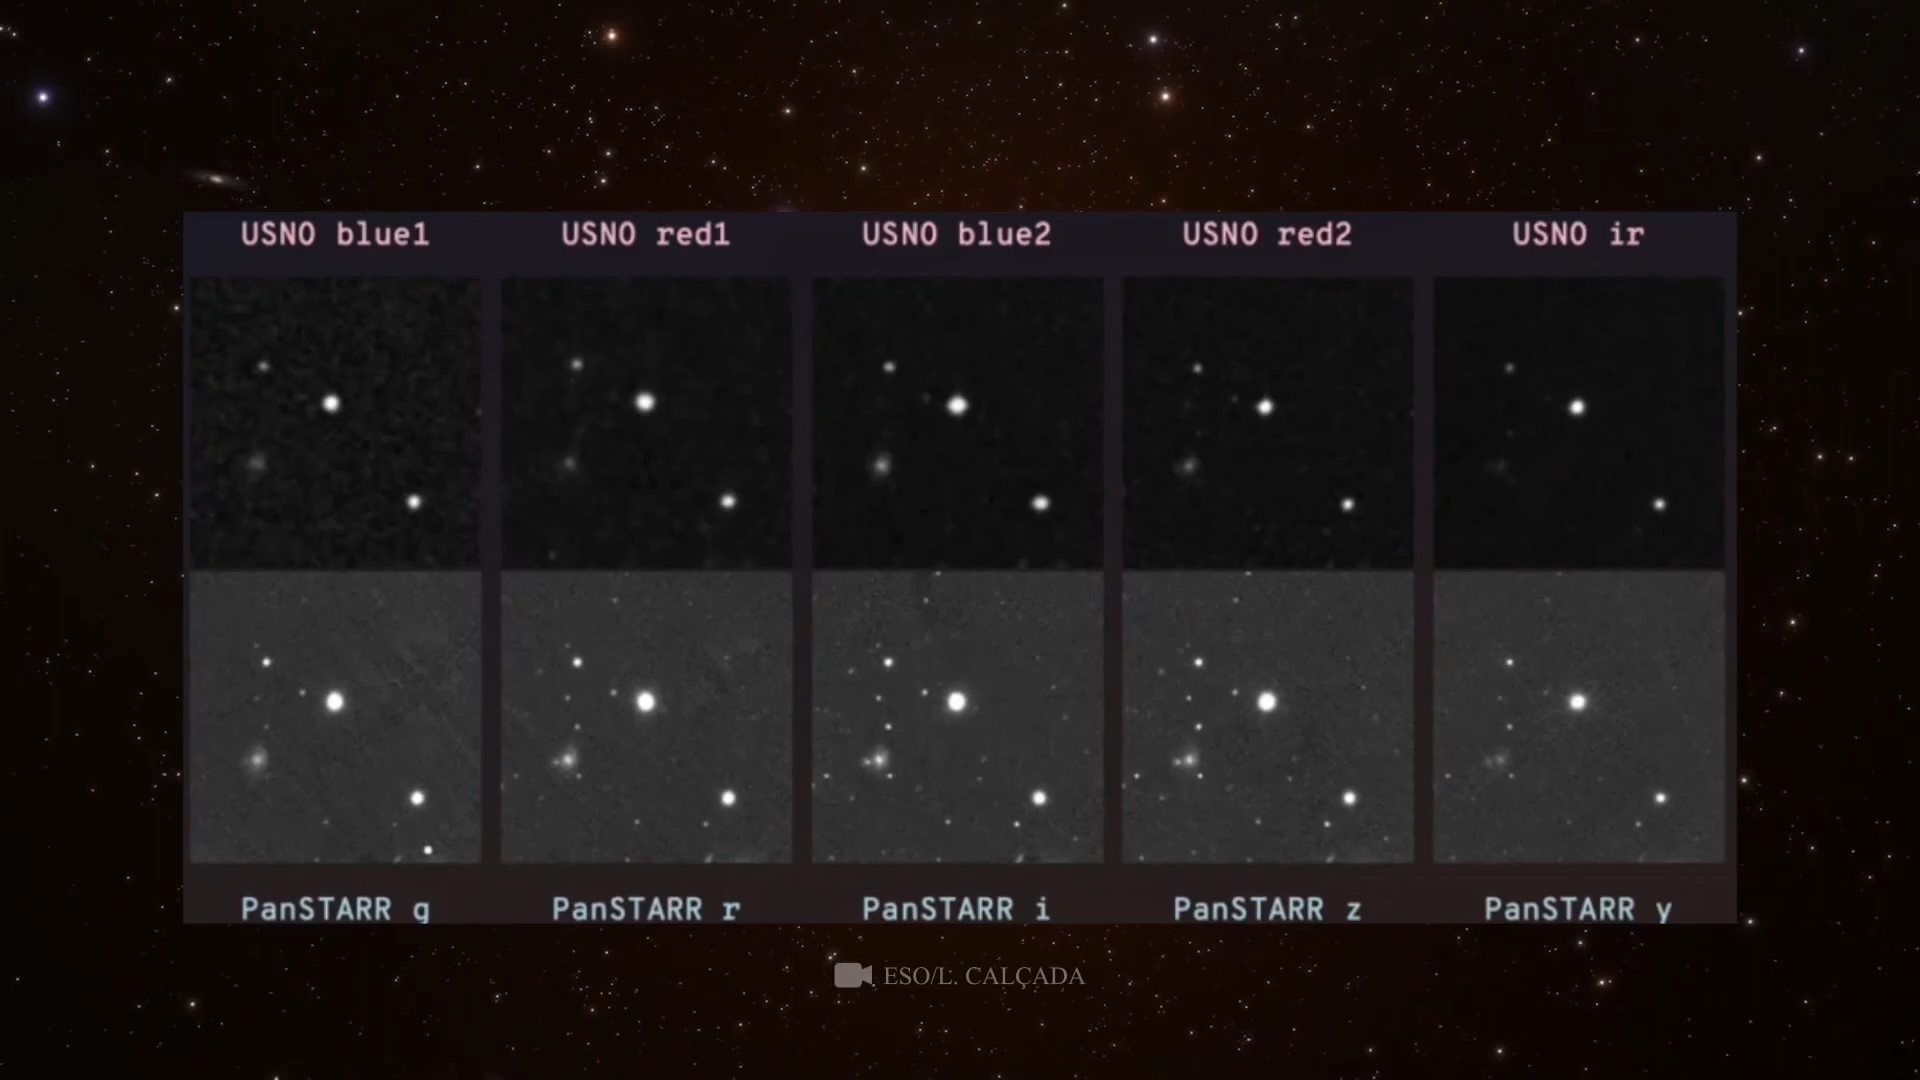 USNO blue1 USNO red1 USNO blue2 USNO red2 USNO ir
PanSTARR g PanSTARR r PanSTARR i PanSTARR z PanSTARR y
ESO/L. CALÇADA